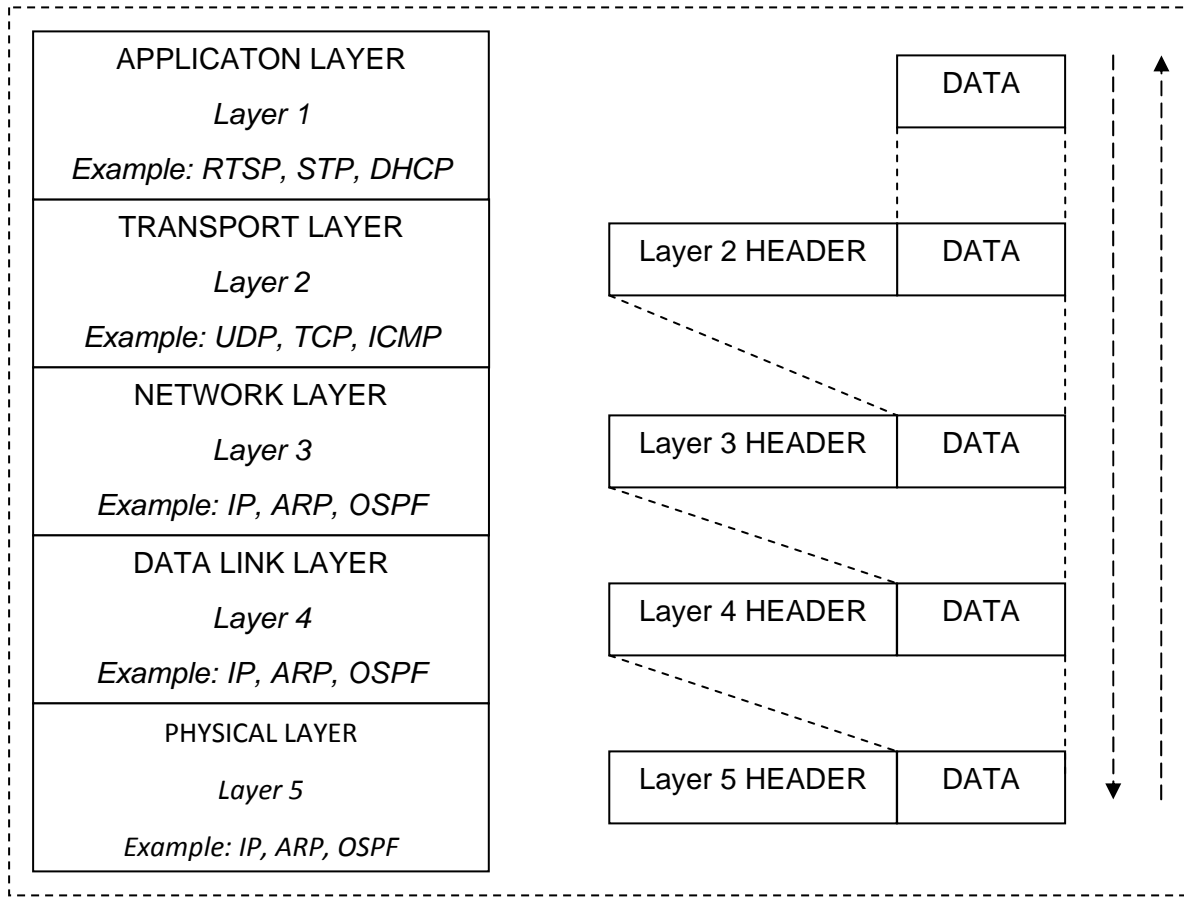 APPLICATON LAYER
Layer 1
Example: RTSP, STP, DHCP
DATA
TRANSPORT LAYER
Layer 2
Example: UDP, TCP, ICMP
Layer 2 HEADER
DATA
NETWORK LAYER
Layer 3
Example: IP, ARP, OSPF
Layer 3 HEADER
DATA
DATA LINK LAYER
Layer 4
Example: IP, ARP, OSPF
Layer 4 HEADER
DATA
PHYSICAL LAYER
Layer 5
Example: IP, ARP, OSPF
Layer 5 HEADER
DATA